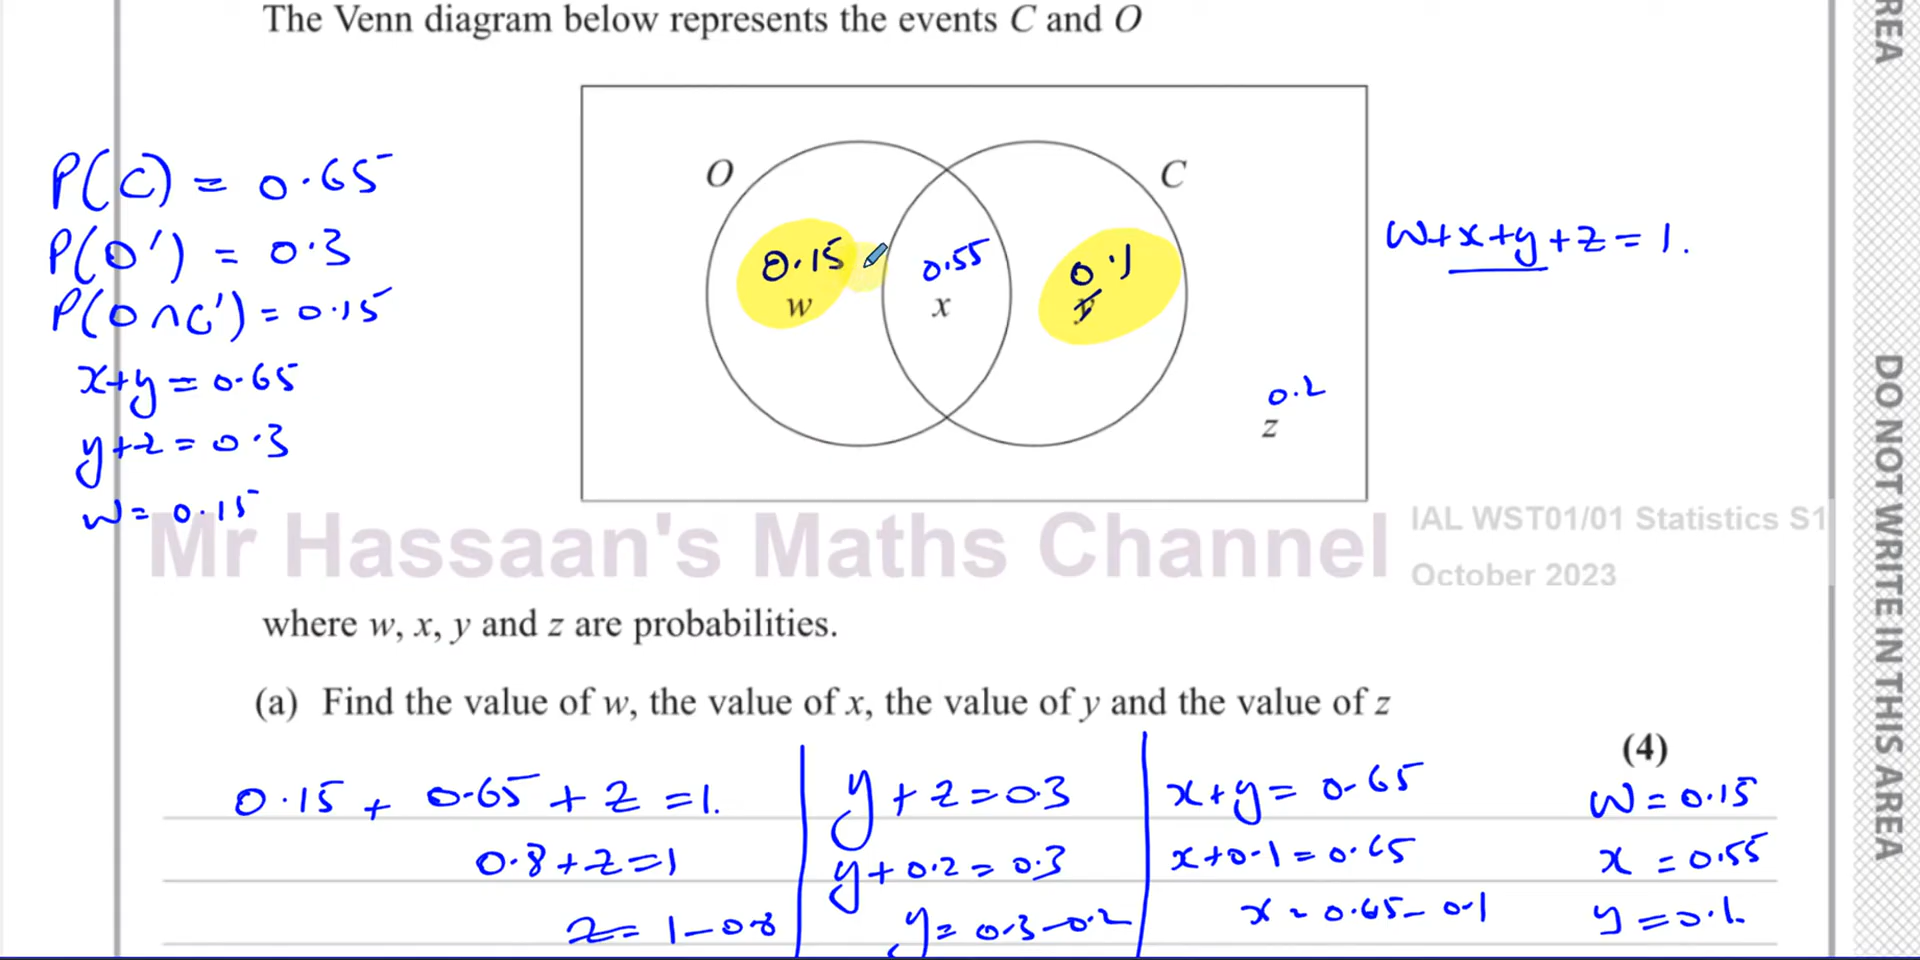 The Venn diagram below represents the events C and O
P(C) = 0.65
P(O') = 0.3
P(O∩C') = 0.15
x+y = 0.65
y+z = 0.3
w = 0.15
O
C
0.15
w
0.55
x
0.1
y
0.2
z
w+x+y+z = 1.
Mr Hassaan's Maths Channel
IAL WST01/01 Statistics S1
October 2023
where w, x, y and z are probabilities.
(a) Find the value of w, the value of x, the value of y and the value of z
(4)
0.15 + 0.65 + z = 1.
0.8 + z = 1
z = 1 - 0.8
y + z = 0.3
y + 0.2 = 0.3
y = 0.3 - 0.2
x + y = 0.65
x + 0.1 = 0.65
x = 0.65 - 0.1
w = 0.15
x = 0.55
y = 0.1
REA
DO NOT WRITE IN THIS AREA